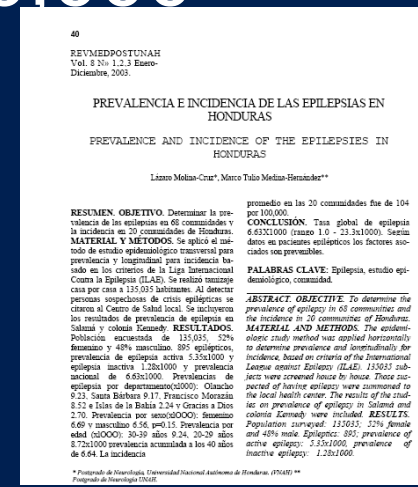 40
REVMEDPOSTUNAH
Vol. 8 No 1,2,3 Enero-
Diciembre, 2003.
PREVALENCIA E INCIDENCIA DE LAS EPILEPSIAS EN
HONDURAS
PREVALENCE AND INCIDENCE OF THE EPILEPSIES IN
HONDURAS
Lázaro Molina-Cruz*, Marco Tulio Medina-Hernández**
RESUMEN. OBJETIVO. Determinar la pre-
valencia de las epilepsias en 68 comunidades y
la incidencia en 20 comunidades de Honduras.
MATERIAL Y MÉTODOS. Se aplicó el mé-
todo de estudio epidemiológico transversal para
prevalencia y longitudinal para incidencia ba-
sado en los criterios de la Liga Internacional
Contra la Epilepsia (ILAE). Se realizó tamizaje
casa por casa a 135,035 habitantes. Al detectar
personas sospechosas de crisis epilépticas se
citaron al Centro de Salud local. Se incluyeron
los resultados de prevalencia de epilepsia en
Salamá y colonia Kennedy. RESULTADOS.
Población encuestada de 135,035, 52%
femenino y 48% masculino. 895 epilépticos,
prevalencia de epilepsia activa 5.35x1000 y
epilepsia inactiva 1.28x1000 y prevalencia
nacional de 6.63x1000. Prevalencias de
epilepsia por departamento(x1000): Olancho
9.23, Santa Bárbara 9.17, Francisco Morazán
8.52 e Islas de la Bahía 2.24 y Gracias a Dios
2.70. Prevalencia por sexo(xlOOO): femenino
6.69 y masculino 6.56, p=0.15. Prevalencia por
edad (xlOOO): 30-39 años 9.24, 20-29 años
8.72x1000 prevalencia acumulada a los 40 años
de 6.64. La incidencia
promedio en las 20 comunidades fue de 104
por 100,000.
CONCLUSIÓN. Tasa global de epilepsia
6.63X1000 (rango 1.0 - 23.3x1000). Según
datos en pacientes epilépticos los factores aso-
ciados son prevenibles.
PALABRAS CLAVE: Epilepsia, estudio epi-
demiológico, comunidad.
ABSTRACT. OBJECTIVE. To determine the
prevalence of epilepsy in 68 communities and
the incidence in 20 communities of Honduras.
MATERIAL AND METHODS. The epidemi-
ologic study method was applied horizontally
to determine prevalence and longitudinally for
incidence, based on criteria of the International
League against Epilepsy (ILAE). 135035 sub-
jects were screened house by house. Those sus-
pected of having epilepsy were summoned to
the local health center. The results of the stud-
ies on prevalence of epilepsy in Salamá and
colonia Kennedy were included. RESULTS.
Population surveyed: 135035; 52% female
and 48% male. Epileptics: 895; prevalence of
active epilepsy: 5.35x1000, prevalence of
inactive epilepsy: 1.28x1000.
* Postgrado de Neurología, Universidad Nacional Autónoma de Honduras, (UNAH) **
Postgrado de Neurología UNAH.